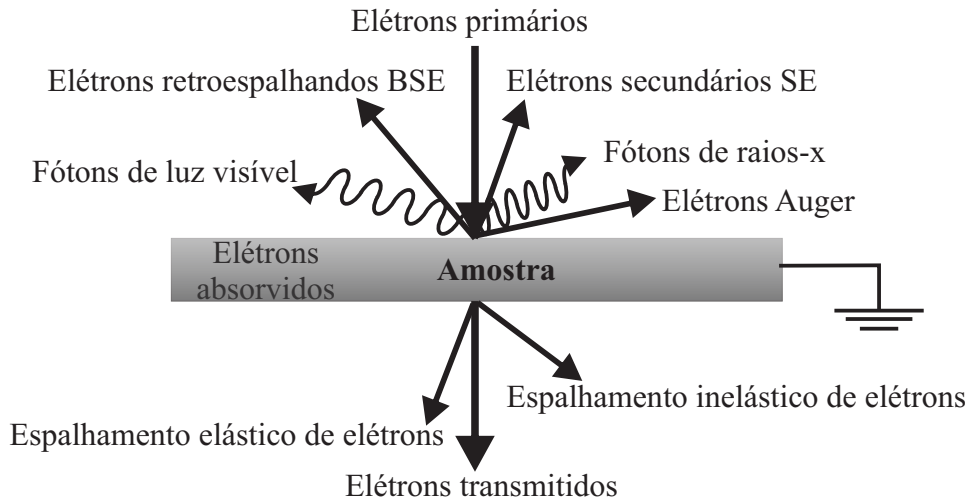 Elétrons primários
Elétrons retroespalhandos BSE
Elétrons secundários SE
Fótons de luz visível
Fótons de raios-x
Elétrons Auger
Elétrons
absorvidos
Amostra
Espalhamento inelástico de elétrons
Espalhamento elástico de elétrons
Elétrons transmitidos